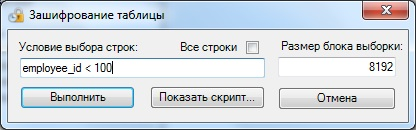 Зашифрование таблицы
Условие выбора строк: Все строки Размер блока выборки:
employee_id < 100 8192
Выполнить Показать скрипт... Отмена